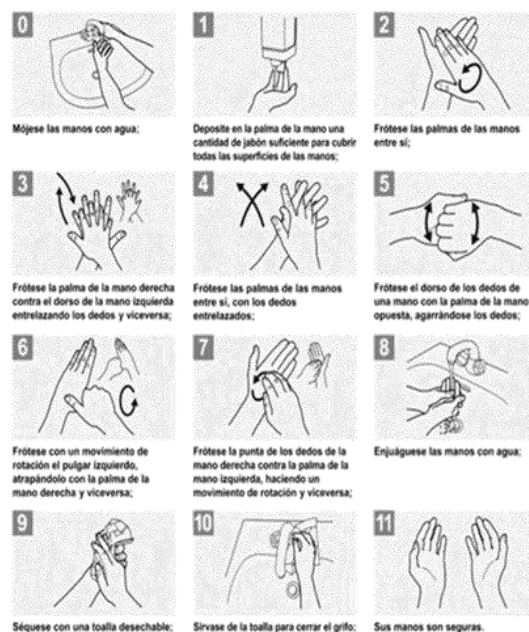 0
Mójese las manos con agua;
1
Deposite en la palma de la mano una
cantidad de jabón suficiente para cubrir
todas las superficies de las manos;
2
Frótese las palmas de las manos
entre sí;
3
Frótese la palma de la mano derecha
contra el dorso de la mano izquierda
entrelazando los dedos y viceversa;
4
Frótese las palmas de las manos
entre sí, con los dedos
entrelazados;
5
Frótese el dorso de los dedos de
una mano con la palma de la mano
opuesta, agarrándose los dedos;
6
Frótese con un movimiento de
rotación el pulgar izquierdo,
atrapándolo con la palma de la
mano derecha y viceversa;
7
Frótese la punta de los dedos de la
mano derecha contra la palma de la
mano izquierda, haciendo un
movimiento de rotación y viceversa;
8
Enjuáguese las manos con agua;
9
Séquese con una toalla desechable;
10
Sírvase de la toalla para cerrar el grifo;
11
Sus manos son seguras.